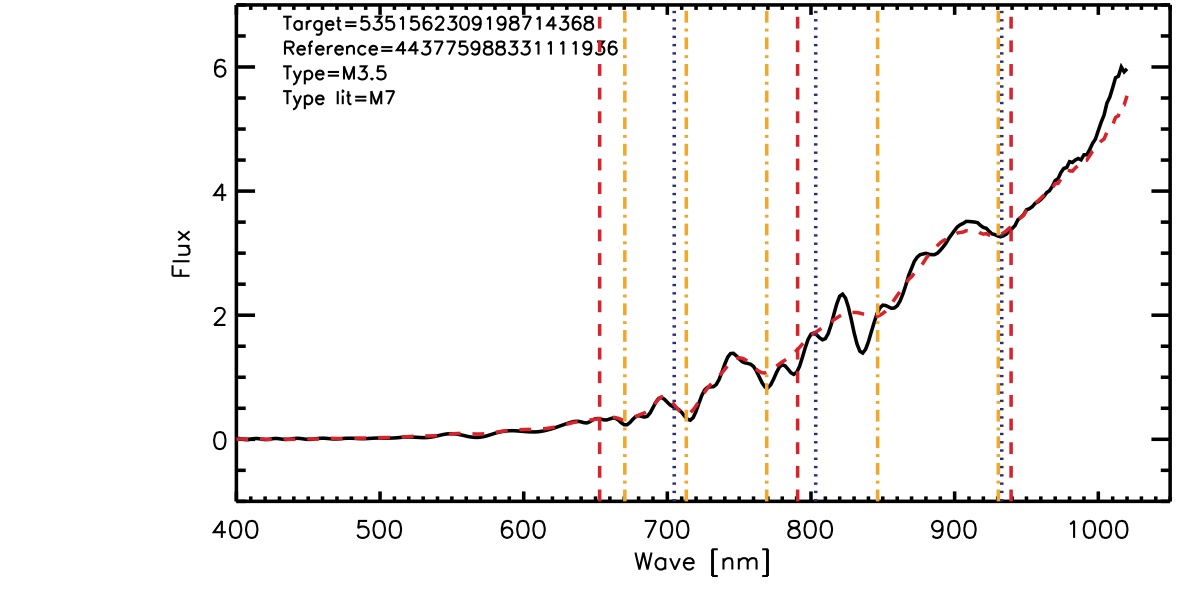 Target=5351562309198714368
Reference=4437759883311111936
Type=M3.5
Type lit=M7
6
4
2
0
Flux
400 500 600 700 800 900 1000
Wave [nm]